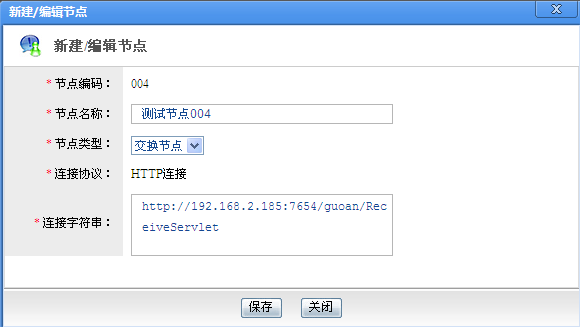 新建/编辑节点
新建/编辑节点
*节点编码： 004
*节点名称： 测试节点004
*节点类型： 交换节点
*连接协议： HTTP连接
*连接字符串： http://192.168.2.185:7654/guoan/Rec
eiveServlet
保存 关闭